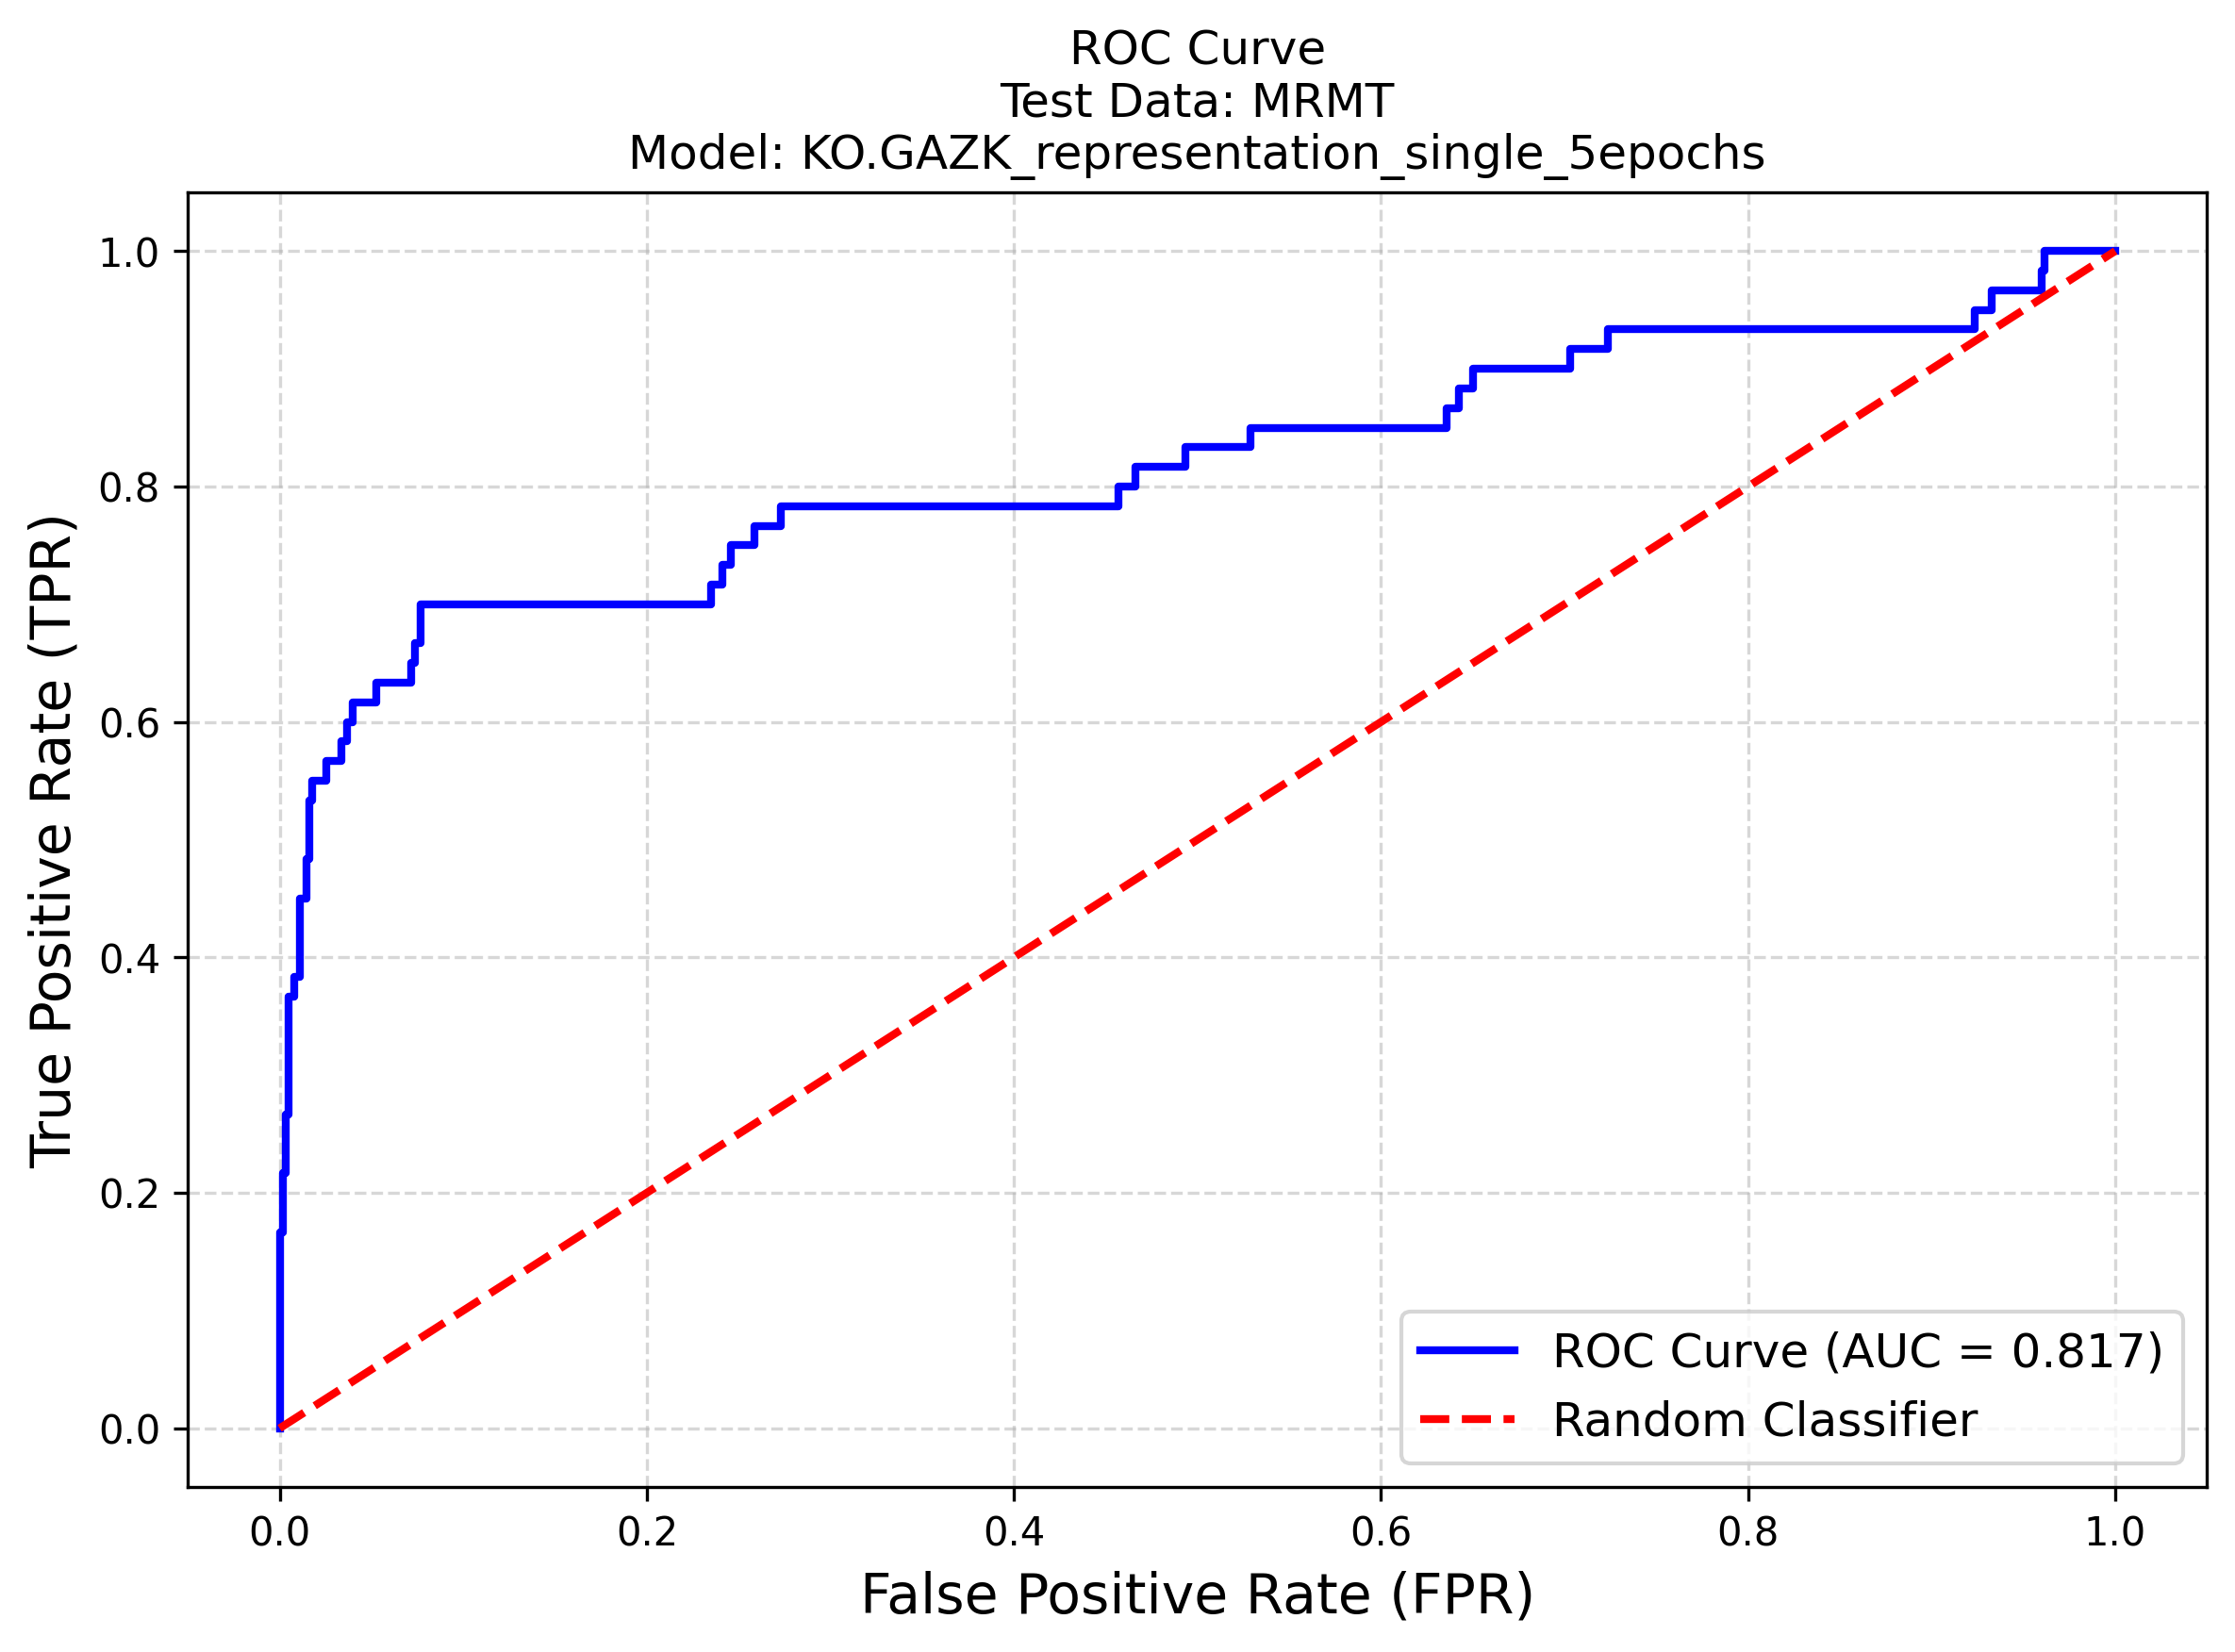 ROC Curve
Test Data: MRMT
Model: KO.GAZK_representation_single_5epochs
True Positive Rate (TPR)
1.0
0.8
0.6
0.4
0.2
0.0
ROC Curve (AUC = 0.817)
Random Classifier
0.0 0.2 0.4 0.6 0.8 1.0
False Positive Rate (FPR)